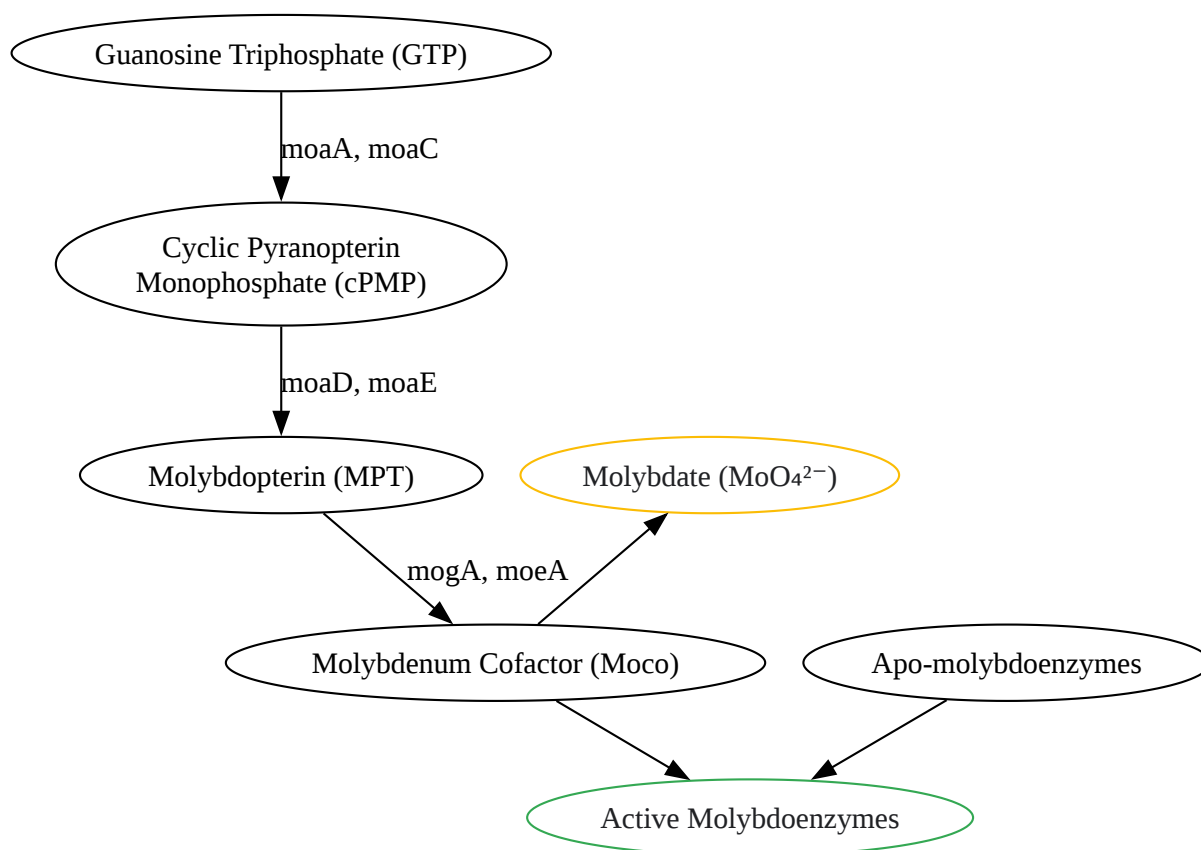 Guanosine Triphosphate (GTP)
moaA, moaC
Cyclic Pyranopterin
Monophosphate (cPMP)
moaD, moaE
Molybdopterin (MPT)
Molybdate (MoO₄²⁻)
mogA, moeA
Molybdenum Cofactor (Moco)
Apo-molybdoenzymes
Active Molybdoenzymes